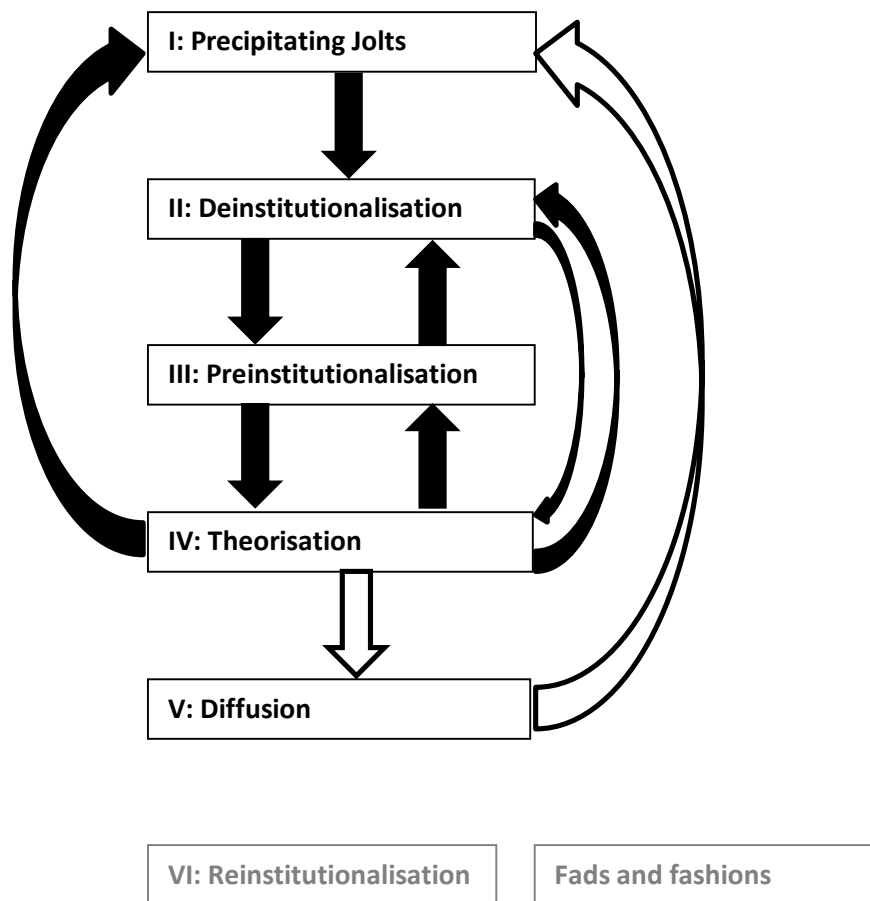 I: Precipitating Jolts
II: Deinstitutionalisation
III: Preinstitutionalisation
IV: Theorisation
V: Diffusion
VI: Reinstitutionalisation
Fads and fashions